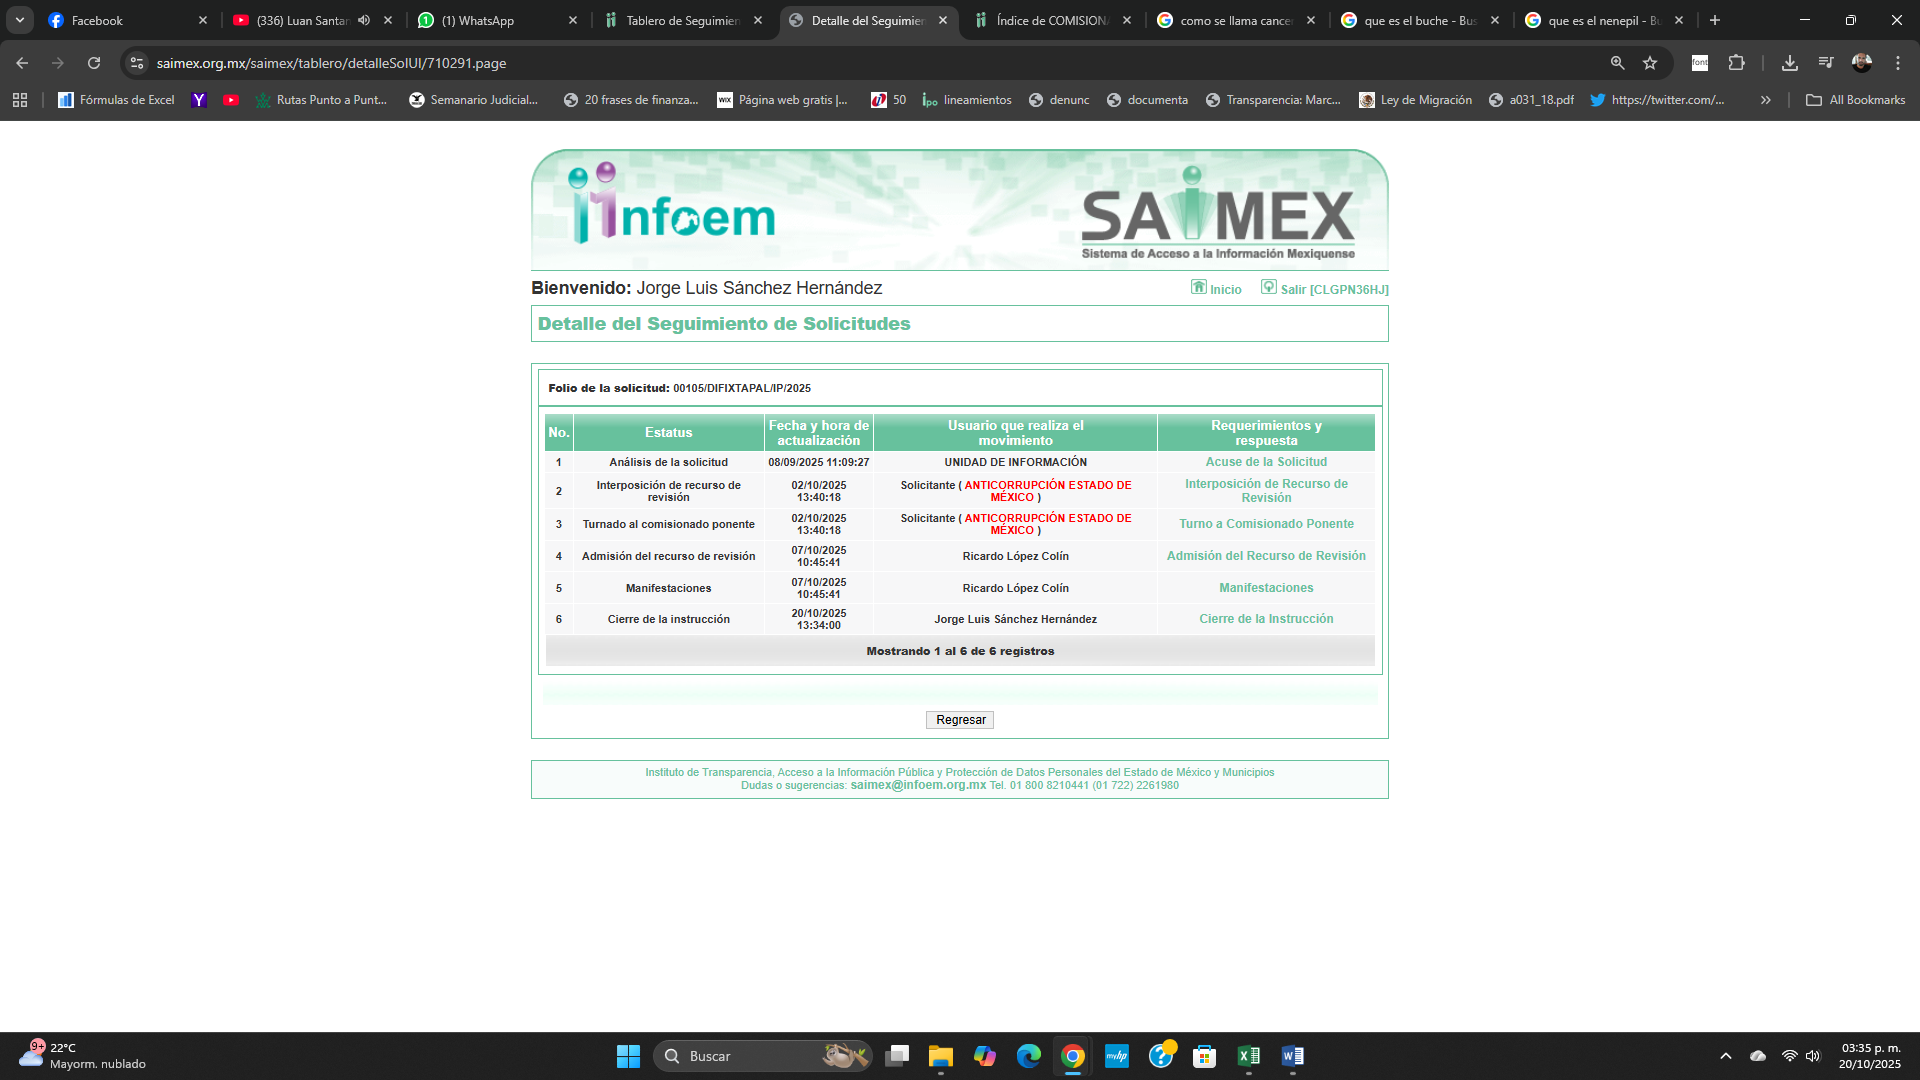 Facebook
(336) Luan Santan
(1) WhatsApp
Tablero de Seguimien
Detalle del Seguimien
Índice de COMISIONA
como se llama cance
que es el buche - Bus
que es el nenepil - Bu
saimex.org.mx/saimex/tablero/detalleSolUI/710291.page
font
Fórmulas de Excel
Rutas Punto a Punt...
Semanario Judicial...
20 frases de finanza...
WiX
Página web gratis |...
50
ipo
lineamientos
denunc
documenta
Transparencia: Marc...
Ley de Migración
a031_18.pdf
https://twitter.com/...
All Bookmarks
infoem
SAIMEX
Sistema de Acceso a la Información Mexiquense
Bienvenido: Jorge Luis Sánchez Hernández
Inicio
Salir [CLGPN36HJ]
Detalle del Seguimiento de Solicitudes
Folio de la solicitud: 00105/DIFIXTAPAL/IP/2025
No. Estatus Fecha y hora de actualización Usuario que realiza el movimiento Requerimientos y respuesta
1 Análisis de la solicitud 08/09/2025 11:09:27 UNIDAD DE INFORMACIÓN Acuse de la Solicitud
2 Interposición de recurso de revisión 02/10/2025 13:40:18 Solicitante ( ANTICORRUPCIÓN ESTADO DE MÉXICO ) Interposición de Recurso de Revisión
3 Turnado al comisionado ponente 02/10/2025 13:40:18 Solicitante ( ANTICORRUPCIÓN ESTADO DE MÉXICO ) Turno a Comisionado Ponente
4 Admisión del recurso de revisión 07/10/2025 10:45:41 Ricardo López Colín Admisión del Recurso de Revisión
5 Manifestaciones 07/10/2025 10:45:41 Ricardo López Colín Manifestaciones
6 Cierre de la instrucción 20/10/2025 13:34:00 Jorge Luis Sánchez Hernández Cierre de la Instrucción
Mostrando 1 al 6 de 6 registros
Regresar
Instituto de Transparencia, Acceso a la Información Pública y Protección de Datos Personales del Estado de México y Municipios
Dudas o sugerencias: saimex@infoem.org.mx Tel. 01 800 8210441 (01 722) 2261980
9+
22°C
Mayorm. nublado
Buscar
myhp
03:35 p. m.
20/10/2025